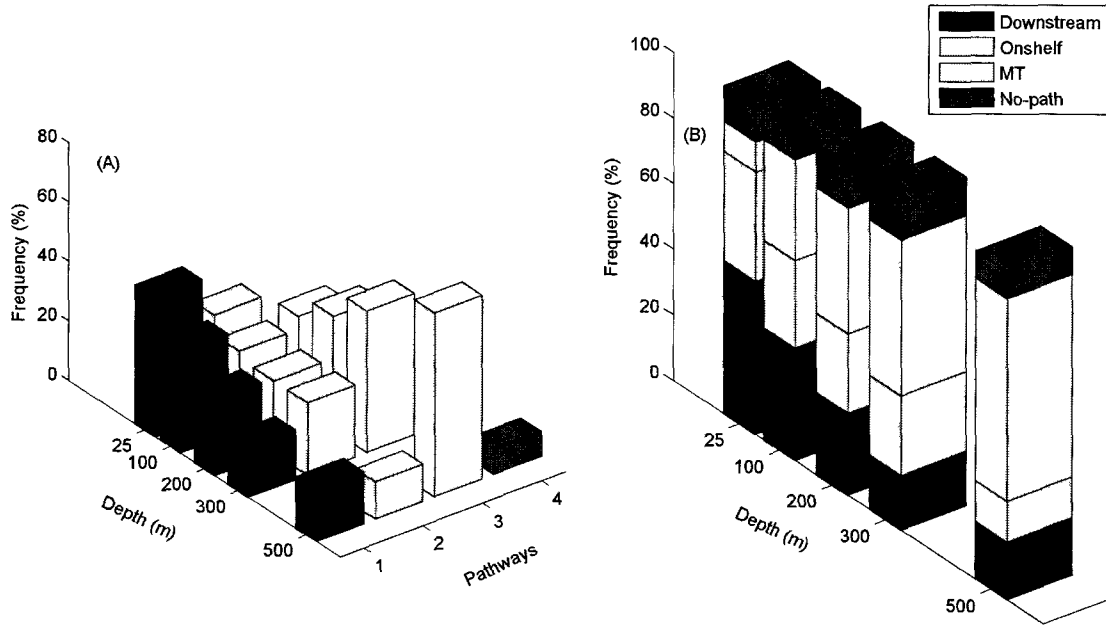 (A)
Frequency (%)
80
60
40
20
0
25
100
200
300
500
Depth (m)
1
2
3
4
Pathways
(B)
Frequency (%)
100
80
60
40
20
0
25
100
200
300
500
Depth (m)
Downstream
Onshelf
MT
No-path